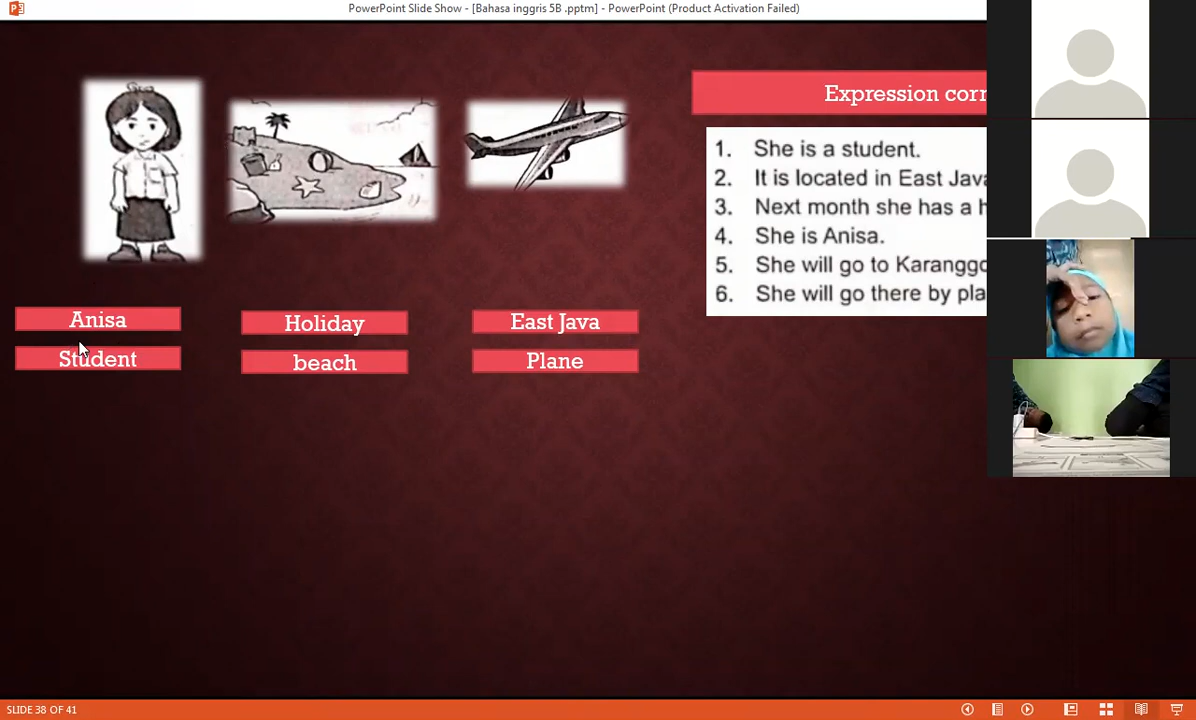 PowerPoint Slide Show - [Bahasa inggris 5B .pptm] - PowerPoint (Product Activation Failed)
Expression corr
1. She is a student.
2. It is located in East Java
3. Next month she has a h
4. She is Anisa.
5. She will go to Karanggo
6. She will go there by pla
Anisa
Holiday
East Java
Student
beach
Plane
SLIDE 38 OF 41